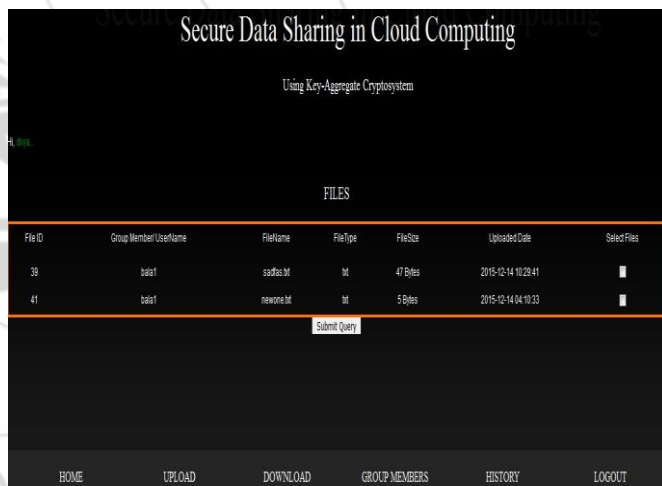 Secure Data Sharing in Cloud Computing
Using Key-Aggregate Cryptosystem
Hi, divya...
FILES
File ID Group Member/ UserName FileName FileType FileSize Uploaded Date Select Files
39 bala1 sadfas.txt txt 47 Bytes 2015-12-14 10:29:41
41 bala1 newone.txt txt 5 Bytes 2015-12-14 04:10:33
Submit Query
HOME UPLOAD DOWNLOAD GROUP MEMBERS HISTORY LOGOUT